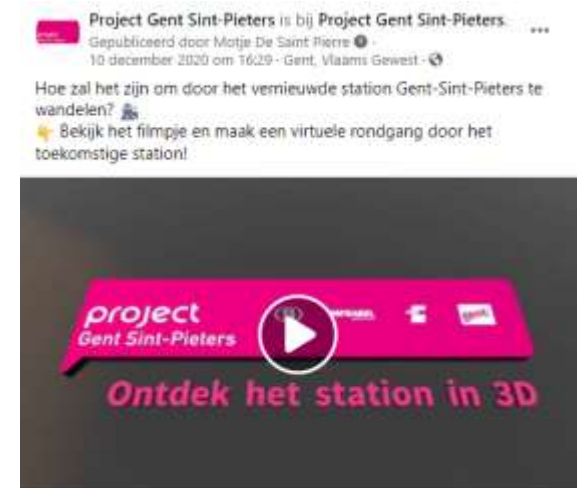 Project Gent Sint-Pieters is bij Project Gent Sint-Pieters.
Gepubliceerd door Motje De Saint Pierre
10 december 2020 om 16:29 · Gent, Vlaams Gewest ·
Hoe zal het zijn om door het vernieuwde station Gent-Sint-Pieters te
wandelen?
Bekijk het filmpje en maak een virtuele rondgang door het
toekomstige station!
project
Gent Sint-Pieters
Ontdek het station in 3D